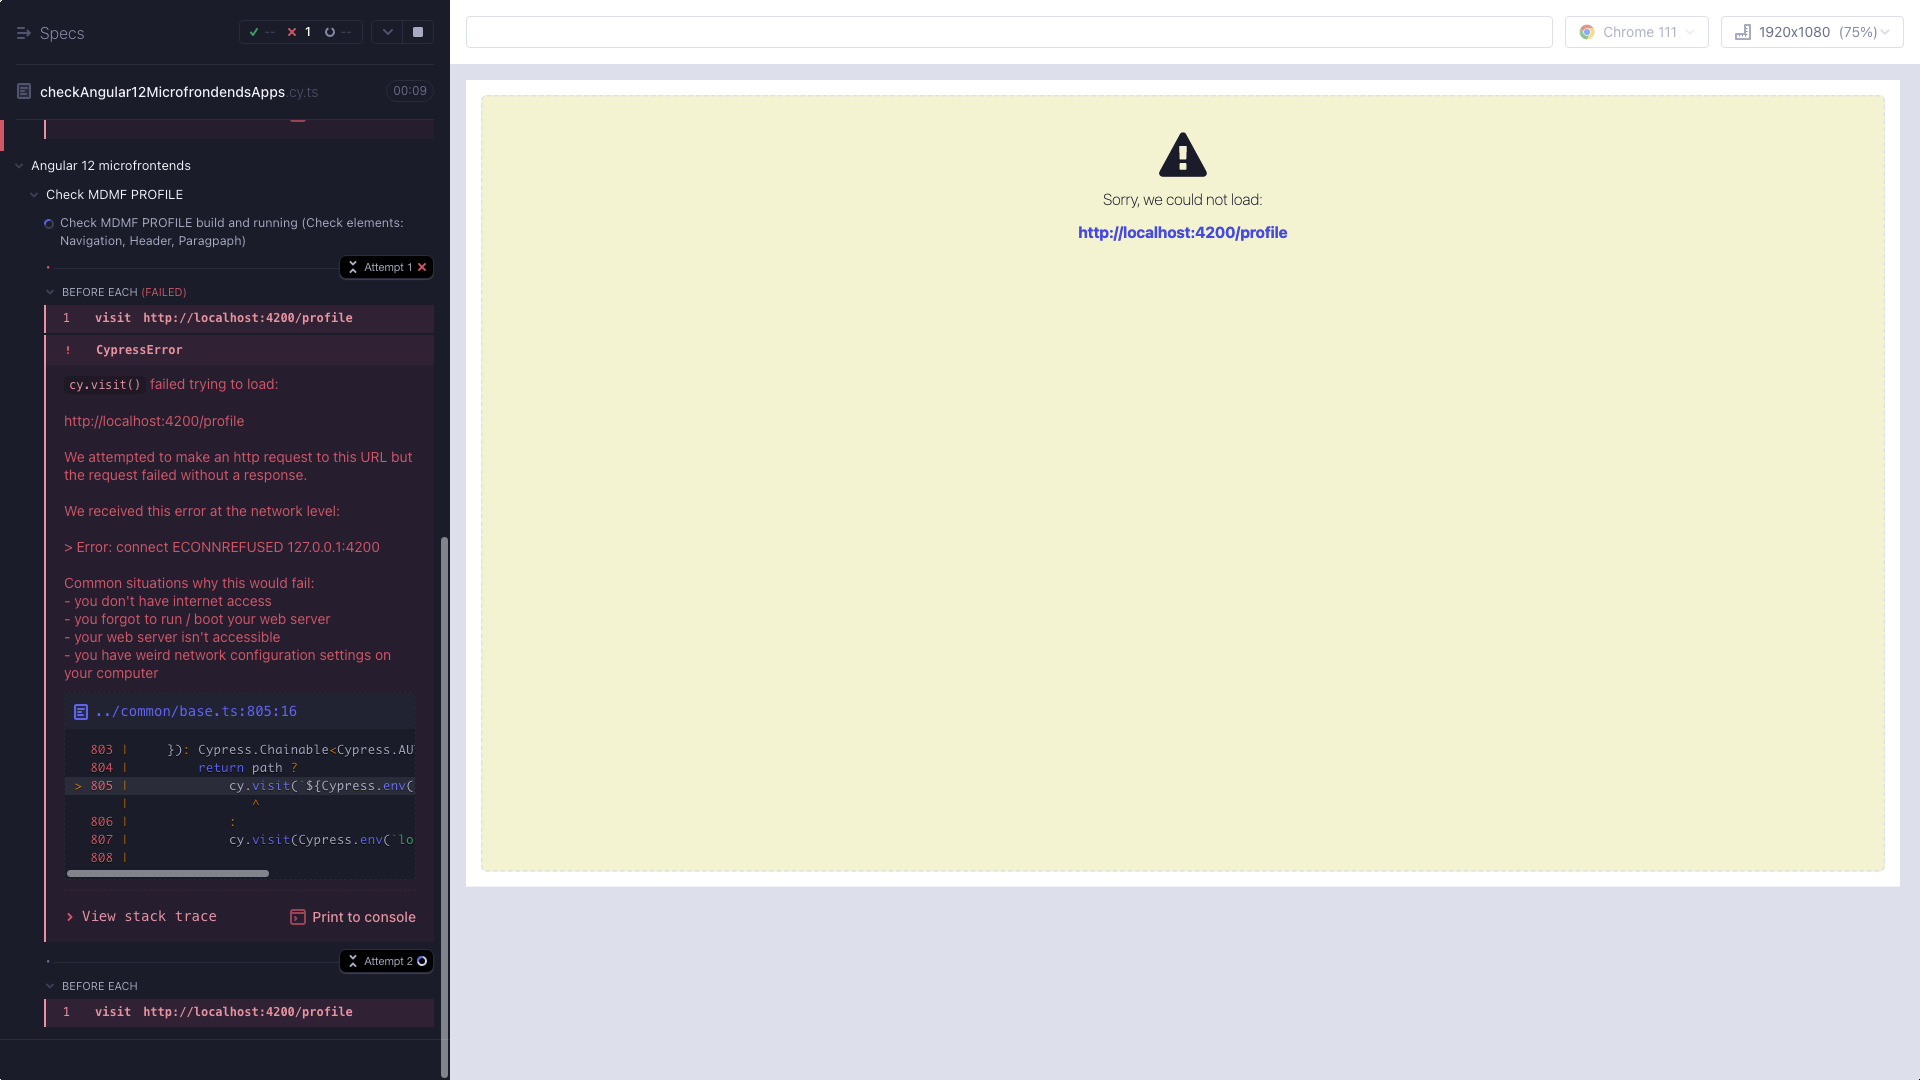 Specs
-- 1 --
checkAngular12MicrofrondendsApps.cy.ts 00:09
Angular 12 microfrontends
Check MDMF PROFILE
Check MDMF PROFILE build and running (Check elements:
Navigation, Header, Paragpaph)
Attempt 1
BEFORE EACH (FAILED)
1 visit http://localhost:4200/profile
! CypressError
cy.visit() failed trying to load:
http://localhost:4200/profile
We attempted to make an http request to this URL but
the request failed without a response.
We received this error at the network level:
> Error: connect ECONNREFUSED 127.0.0.1:4200
Common situations why this would fail:
- you don't have internet access
- you forgot to run / boot your web server
- your web server isn't accessible
- you have weird network configuration settings on
your computer
../common/base.ts:805:16
803 | }): Cypress.Chainable<Cypress.AU
804 | return path ?
> 805 | cy.visit(`${Cypress.env(
| ^
806 | :
807 | cy.visit(Cypress.env(`lo
808 |
View stack trace Print to console
Attempt 2
BEFORE EACH
1 visit http://localhost:4200/profile
Chrome 111
1920x1080 (75%)
Sorry, we could not load:
http://localhost:4200/profile